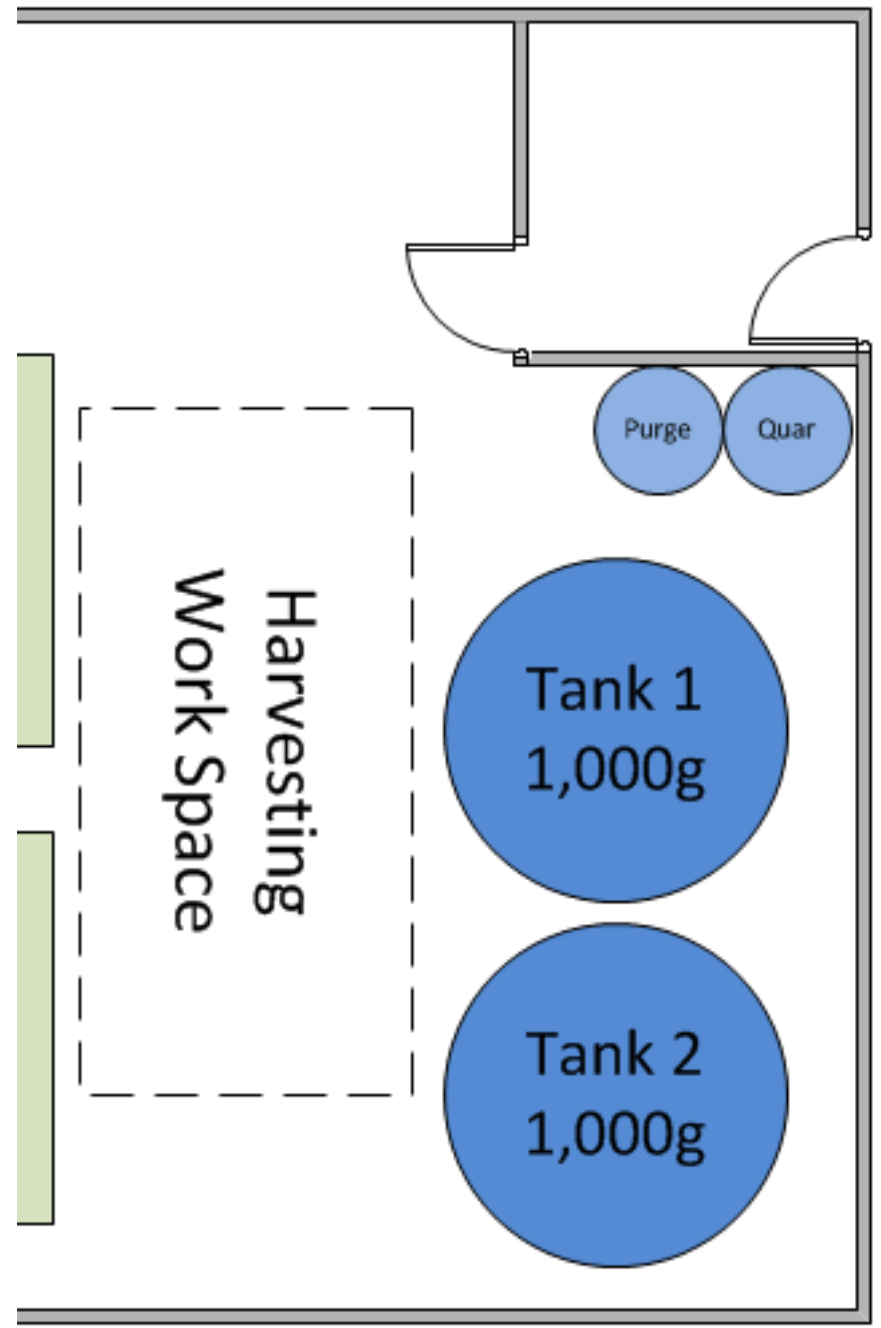 Purge
Quar
Harvesting
Work Space
Tank 1
1,000g
Tank 2
1,000g